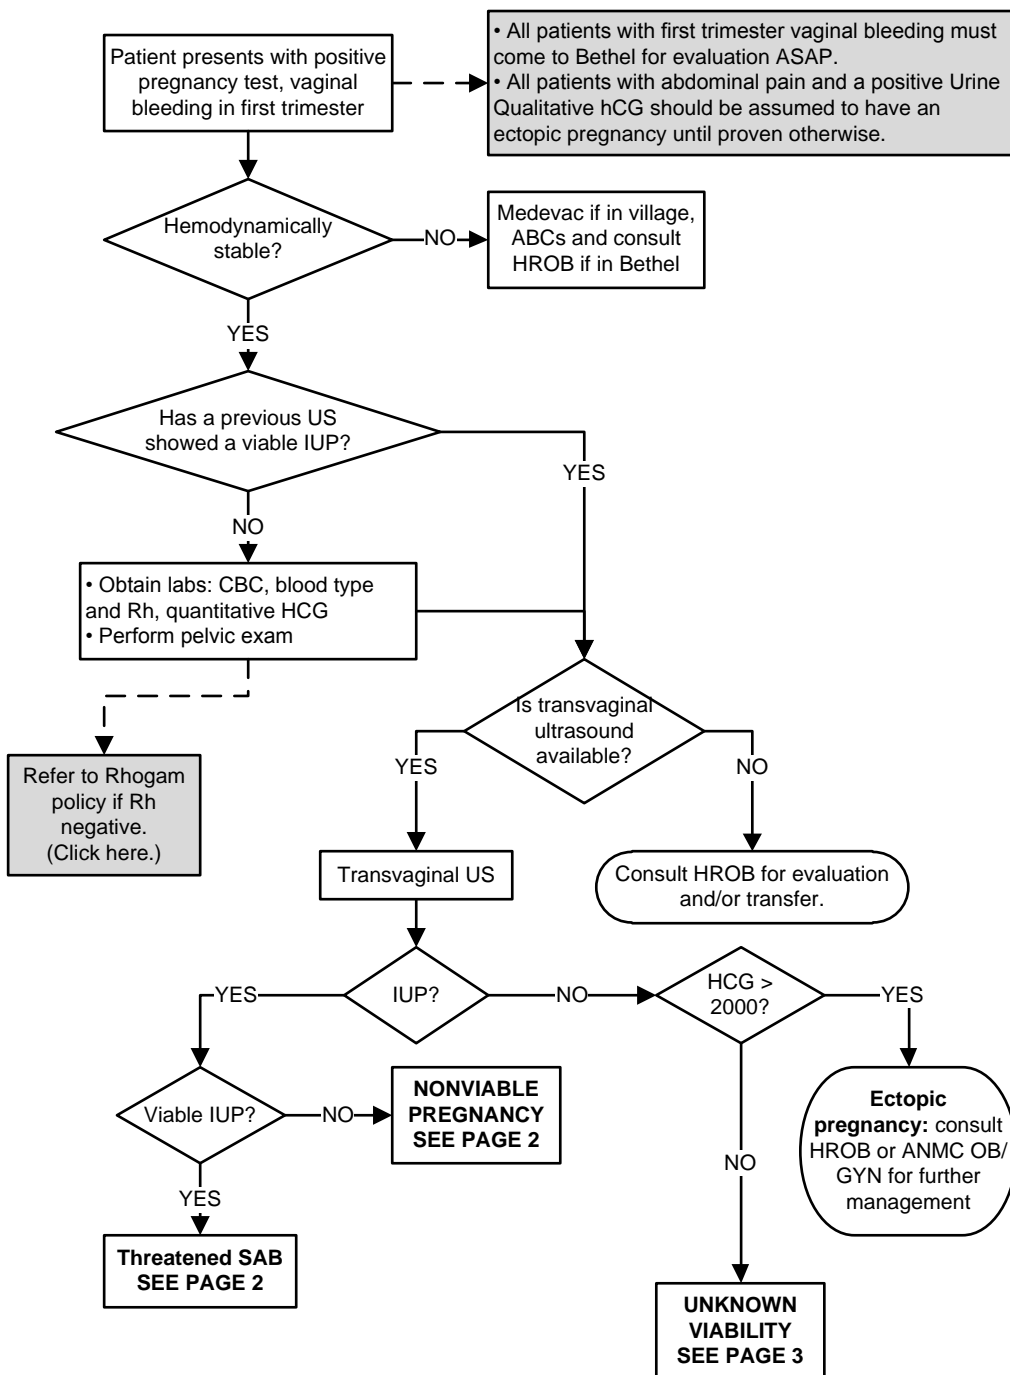 Patient presents with positive
pregnancy test, vaginal
bleeding in first trimester
• All patients with first trimester vaginal bleeding must
come to Bethel for evaluation ASAP.
• All patients with abdominal pain and a positive Urine
Qualitative hCG should be assumed to have an
ectopic pregnancy until proven otherwise.
Hemodynamically
stable?
NO
Medevac if in village,
ABCs and consult
HROB if in Bethel
YES
Has a previous US
showed a viable IUP?
YES
NO
• Obtain labs: CBC, blood type
and Rh, quantitative HCG
• Perform pelvic exam
Is transvaginal
ultrasound
available?
YES
NO
Refer to Rhogam
policy if Rh
negative.
(Click here.)
Transvaginal US
Consult HROB for evaluation
and/or transfer.
IUP?
YES
NO
HCG >
2000?
YES
Viable IUP?
NO
NONVIABLE
PREGNANCY
SEE PAGE 2
Ectopic
pregnancy: consult
HROB or ANMC OB/
GYN for further
management
NO
YES
Threatened SAB
SEE PAGE 2
UNKNOWN
VIABILITY
SEE PAGE 3